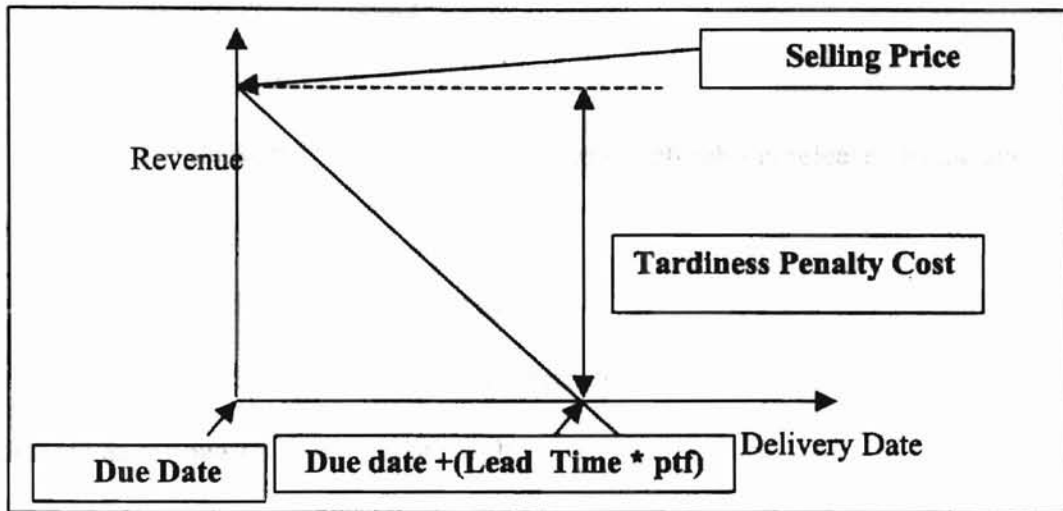 Selling Price
Revenue
Tardiness Penalty Cost
Delivery Date
Due Date
Due date +(Lead Time * ptf)